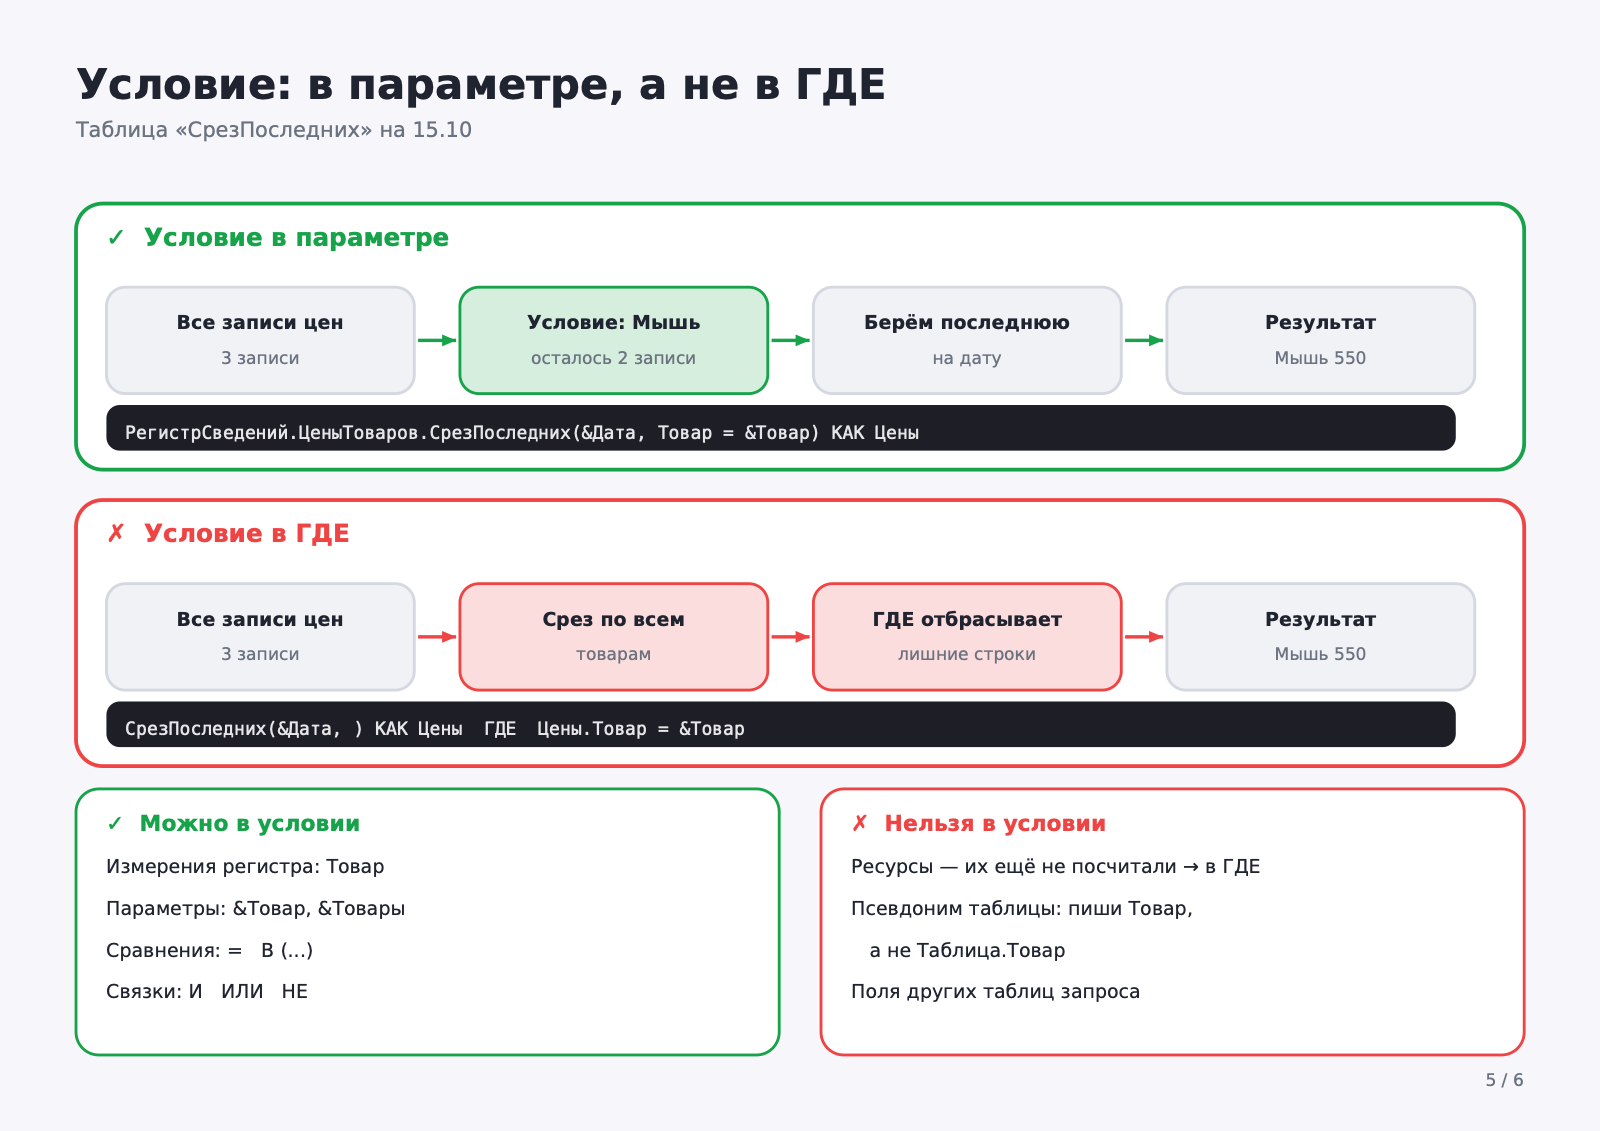 Условие: в параметре, а не в ГДЕ
Таблица «СрезПоследних» на 15.10
✓ Условие в параметре
Все записи цен
3 записи
Условие: Мышь
осталось 2 записи
Берём последнюю
на дату
Результат
Мышь 550
РегистрСведений.ЦеныТоваров.СрезПоследних(&Дата, Товар = &Товар) КАК Цены
✗ Условие в ГДЕ
Все записи цен
3 записи
Срез по всем
товарам
ГДЕ отбрасывает
лишние строки
Результат
Мышь 550
СрезПоследних(&Дата, ) КАК Цены  ГДЕ  Цены.Товар = &Товар
✓ Можно в условии
Измерения регистра: Товар
Параметры: &Товар, &Товары
Сравнения: =   В (...)
Связки: И   ИЛИ   НЕ
✗ Нельзя в условии
Ресурсы — их ещё не посчитали → в ГДЕ
Псевдоним таблицы: пиши Товар,
а не Таблица.Товар
Поля других таблиц запроса
5 / 6